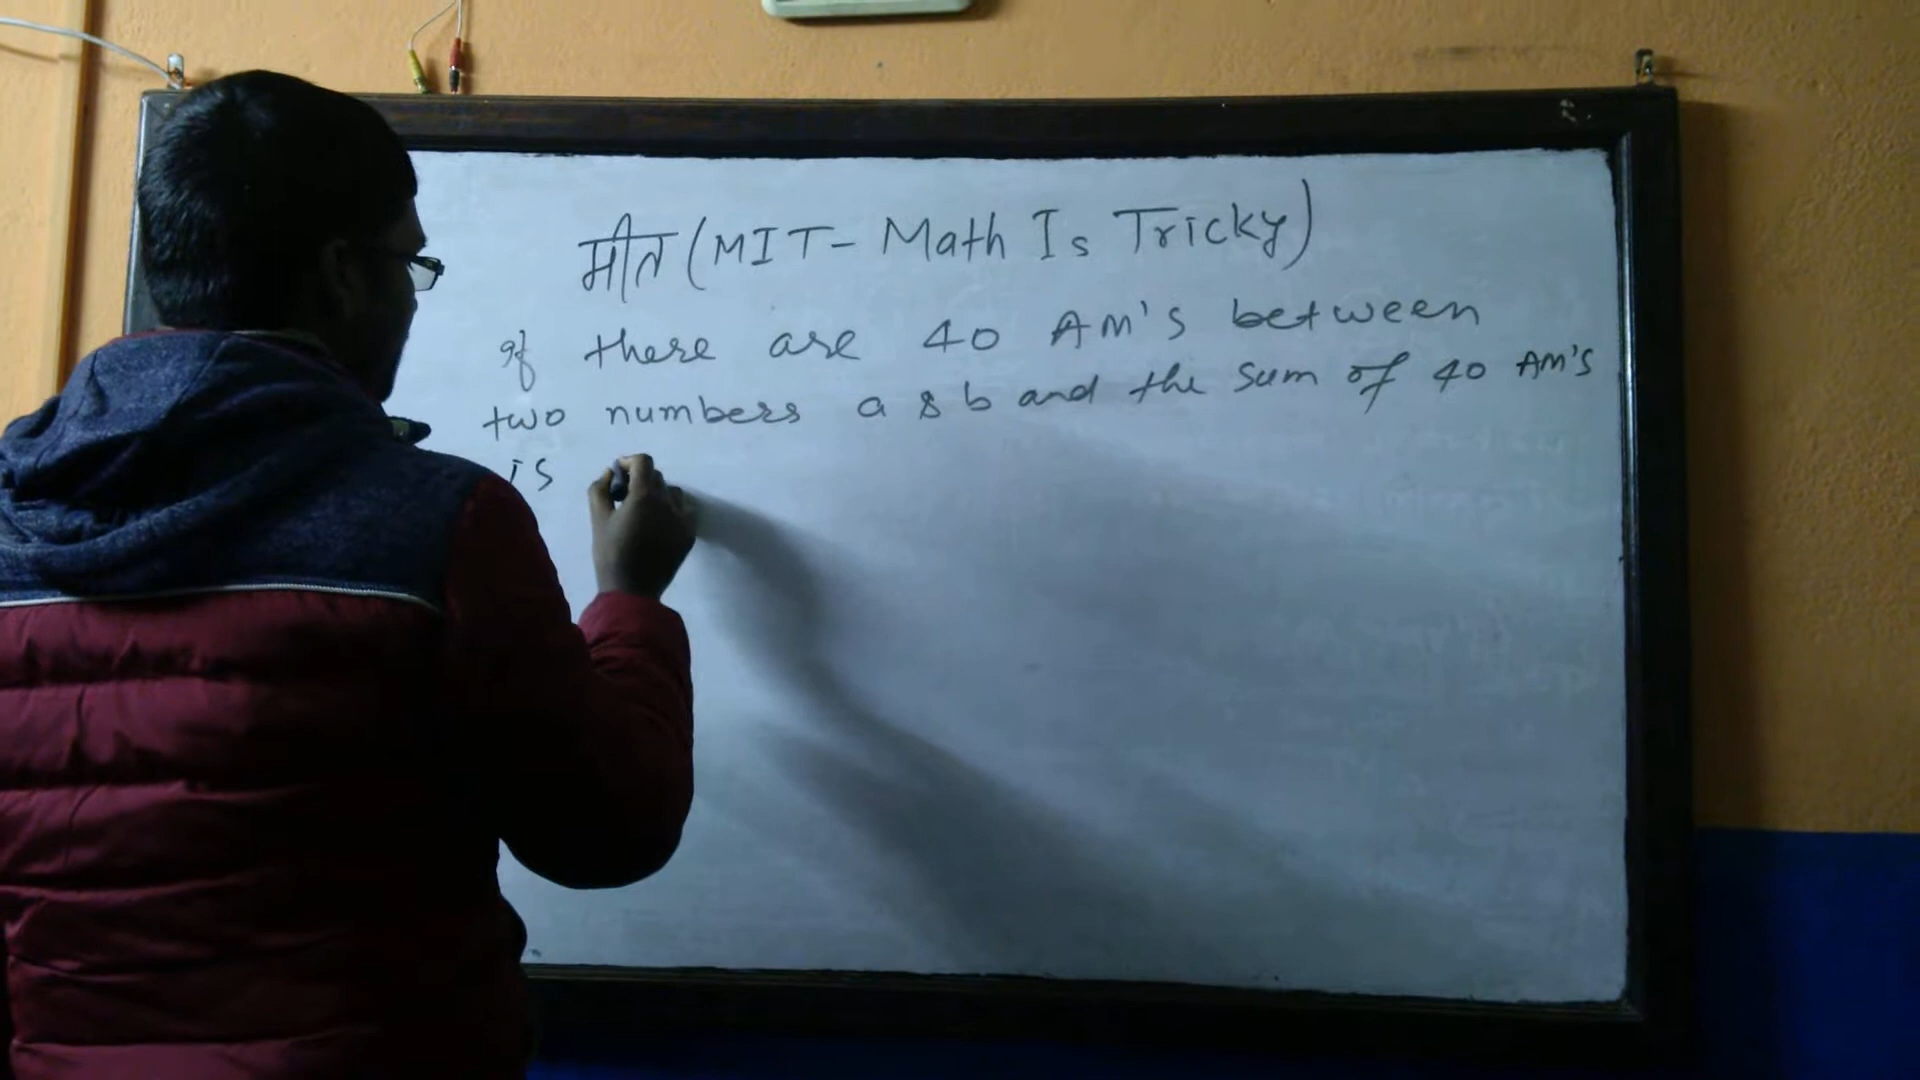 मीत (MIT- Math Is Tricky)
If there are 40 AM's between
two numbers a & b and the sum of 40 AM's
is